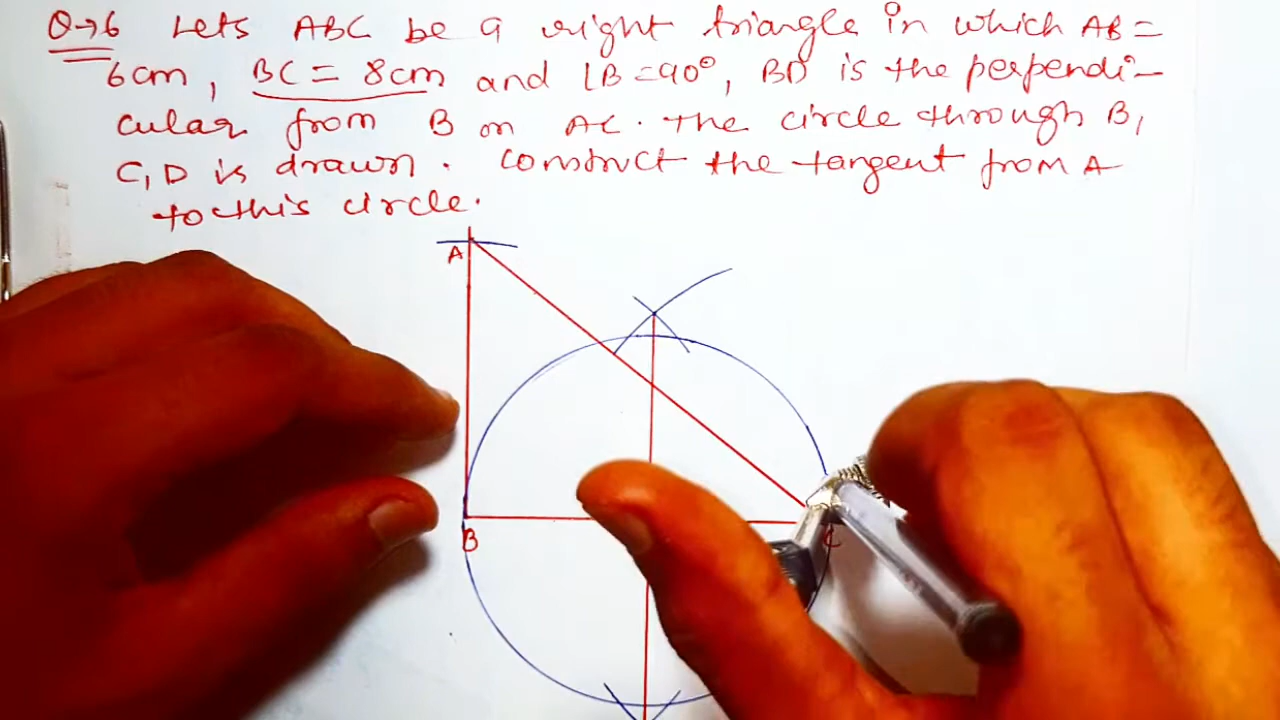 Q→6 Lets ABC be a right triangle in which AB =
6cm, BC = 8cm and ∠B = 90°, BD is the perpendi-
cular from B on AC. The circle through B,
C, D is drawn. Construct the tangent from A
to this circle.
A
B
C